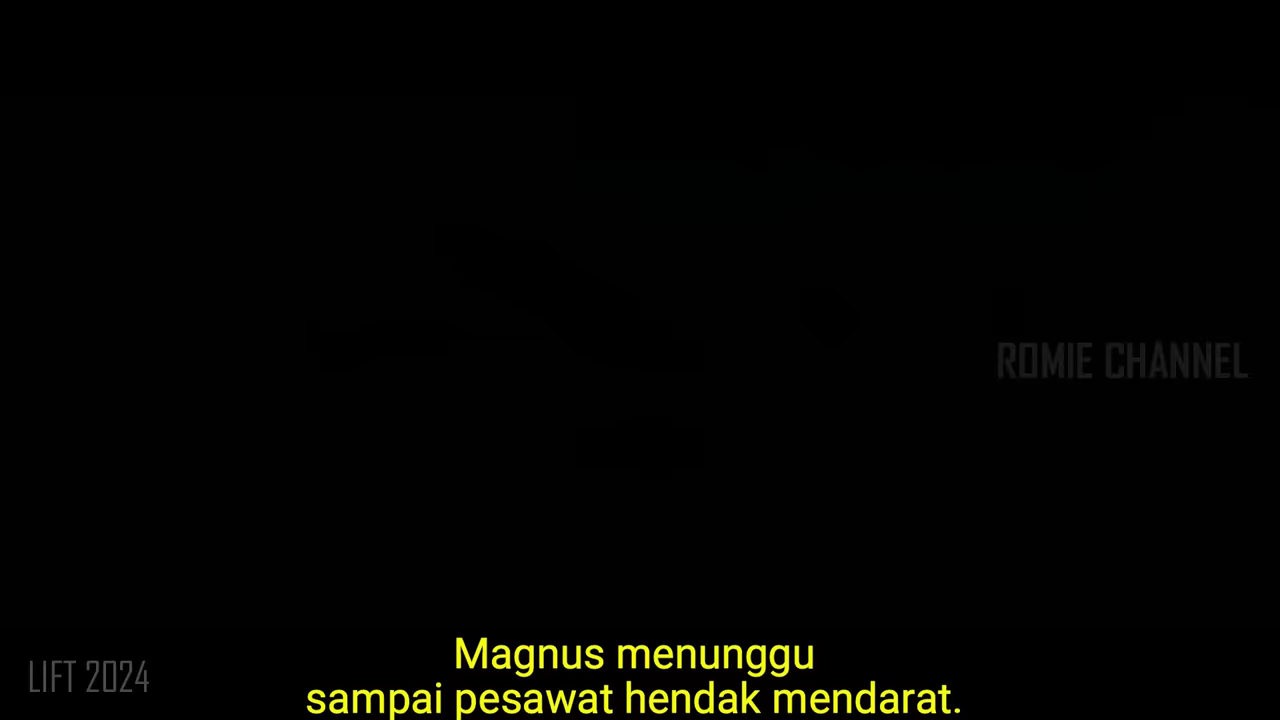 ROMIE CHANNEL
LIFT 2024
Magnus menunggu
sampai pesawat hendak mendarat.